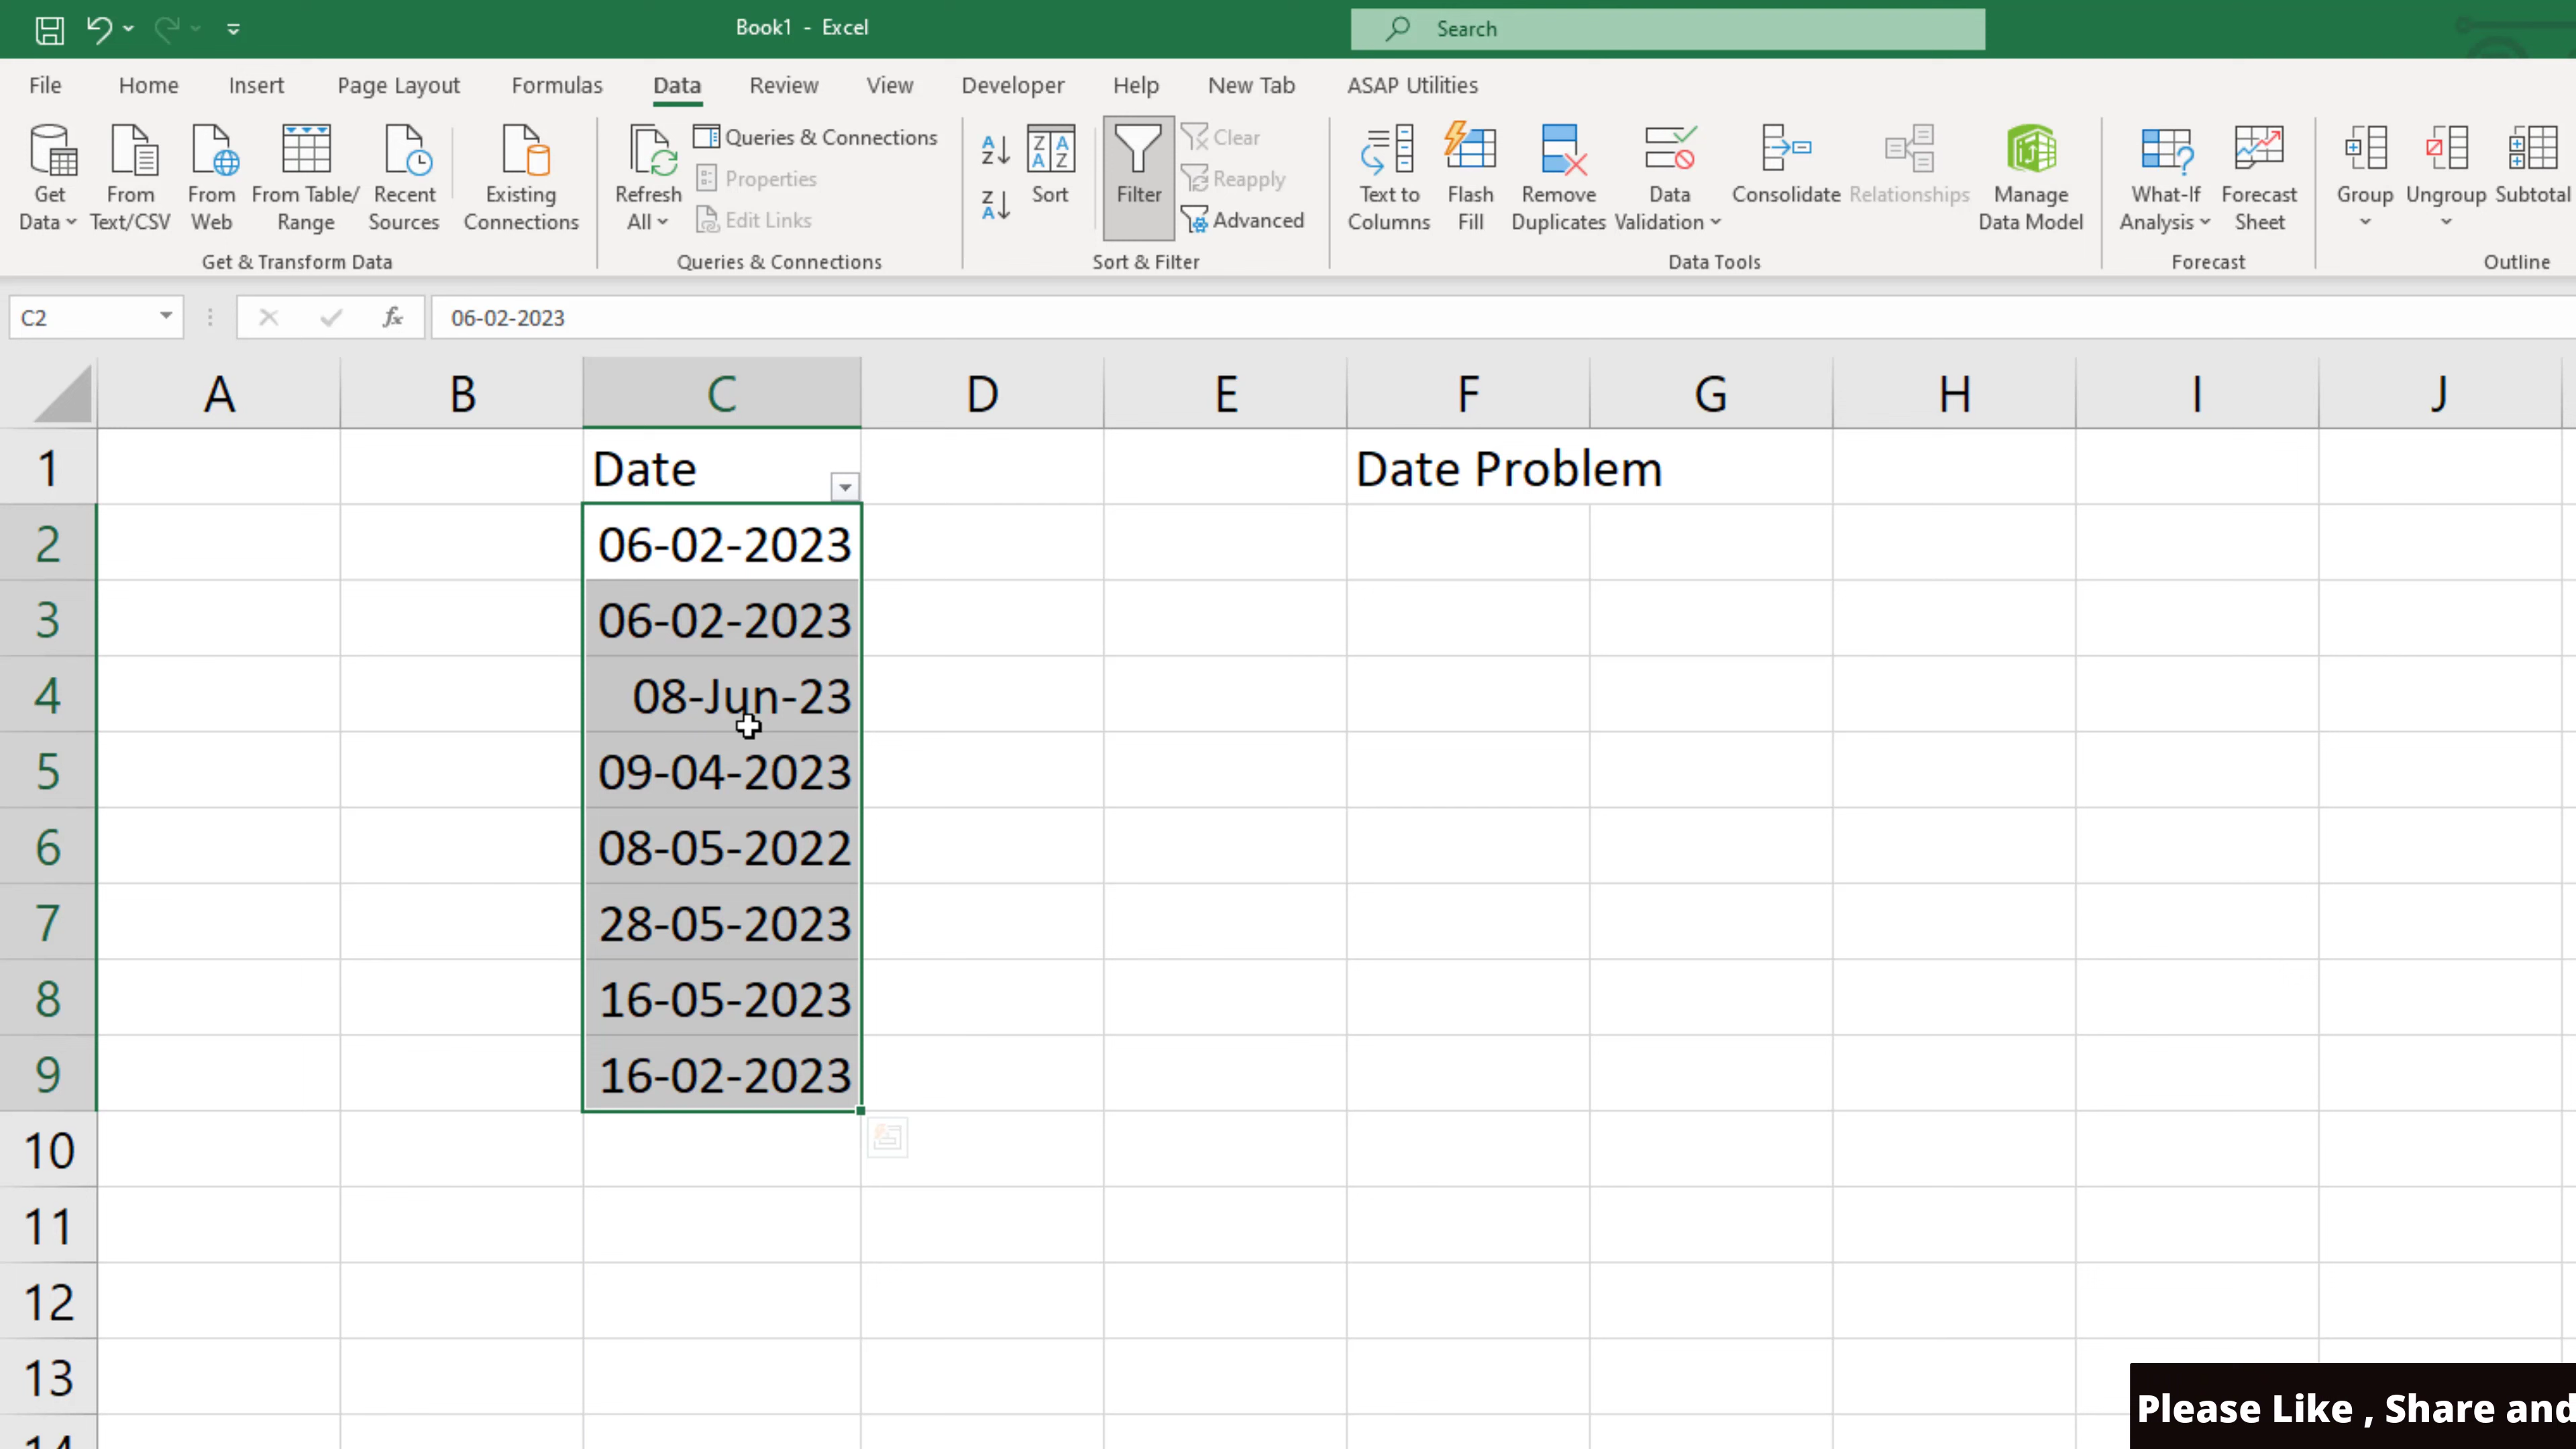 Book1 - Excel
Search
File Home Insert Page Layout Formulas Data Review View Developer Help New Tab ASAP Utilities
Get Data
From Text/CSV
From Web
From Table/ Range
Recent Sources
Existing Connections
Get & Transform Data
Refresh All
Queries & Connections
Properties
Edit Links
Queries & Connections
Sort
Filter
Clear
Reapply
Advanced
Sort & Filter
Text to Columns
Flash Fill
Remove Duplicates
Data Validation
Consolidate
Relationships
Manage Data Model
Data Tools
What-If Analysis
Forecast Sheet
Forecast
Group
Ungroup
Subtotal
Outline
C2 fx 06-02-2023
A B C D E F G H I J
1 Date Date Problem
2 06-02-2023
3 06-02-2023
4 08-Jun-23
5 09-04-2023
6 08-05-2022
7 28-05-2023
8 16-05-2023
9 16-02-2023
10
11
12
13
14
Please Like , Share and